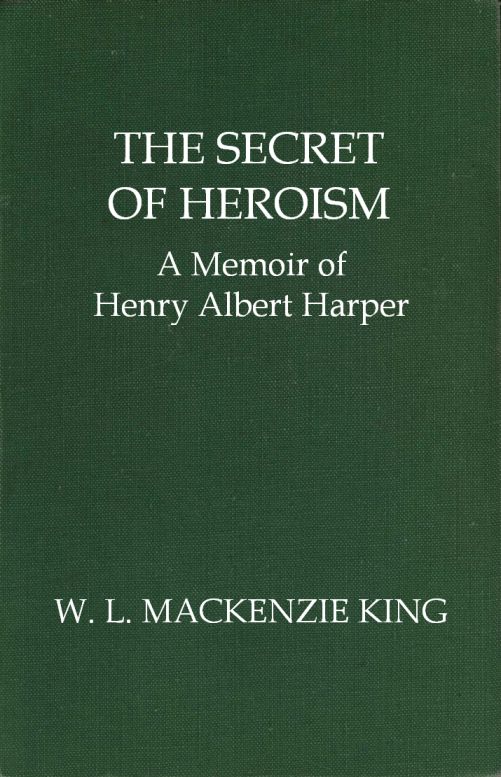 THE SECRET
OF HEROISM
A Memoir of
Henry Albert Harper
W. L. MACKENZIE KING